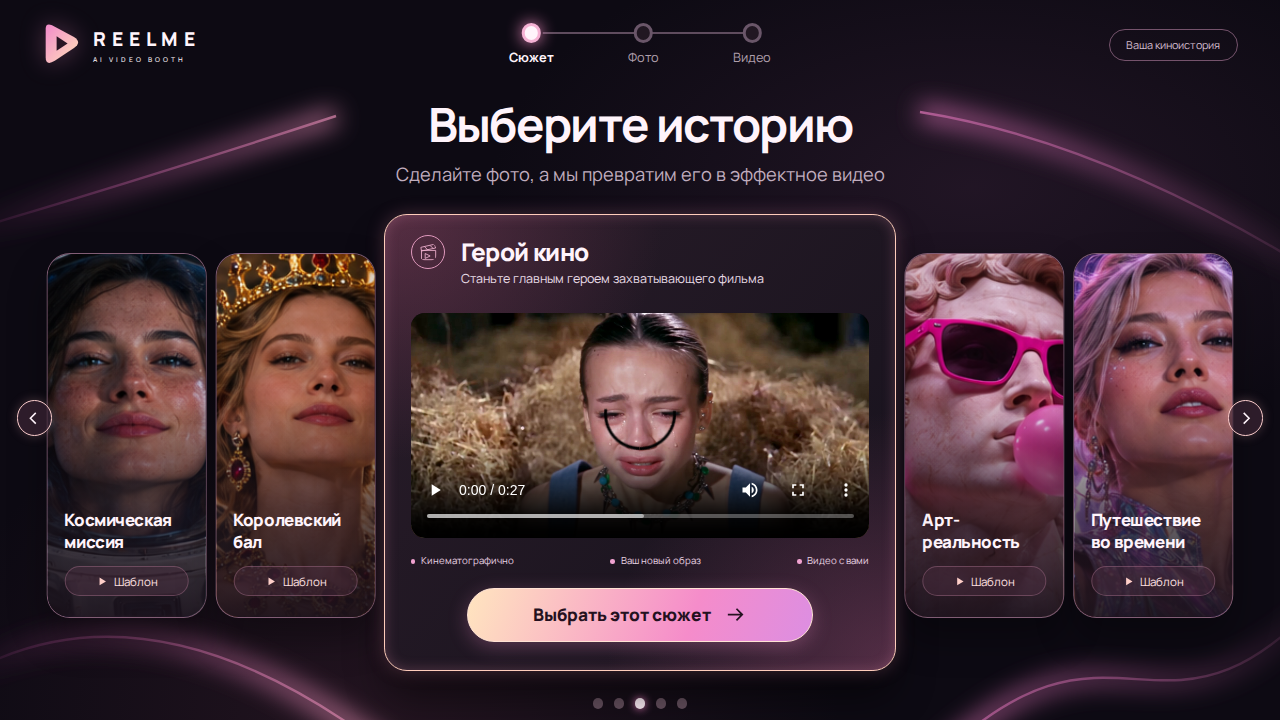 REELME
AI VIDEO BOOTH
Сюжет
Фото
Видео
Ваша киноистория
Выберите историю
Сделайте фото, а мы превратим его в эффектное видео
Герой кино
Станьте главным героем захватывающего фильма
0:00 / 0:27
Космическая
миссия
Шаблон
Королевский
бал
Шаблон
Кинематографично
Ваш новый образ
Видео с вами
Выбрать этот сюжет
Арт-
реальность
Шаблон
Путешествие
во времени
Шаблон